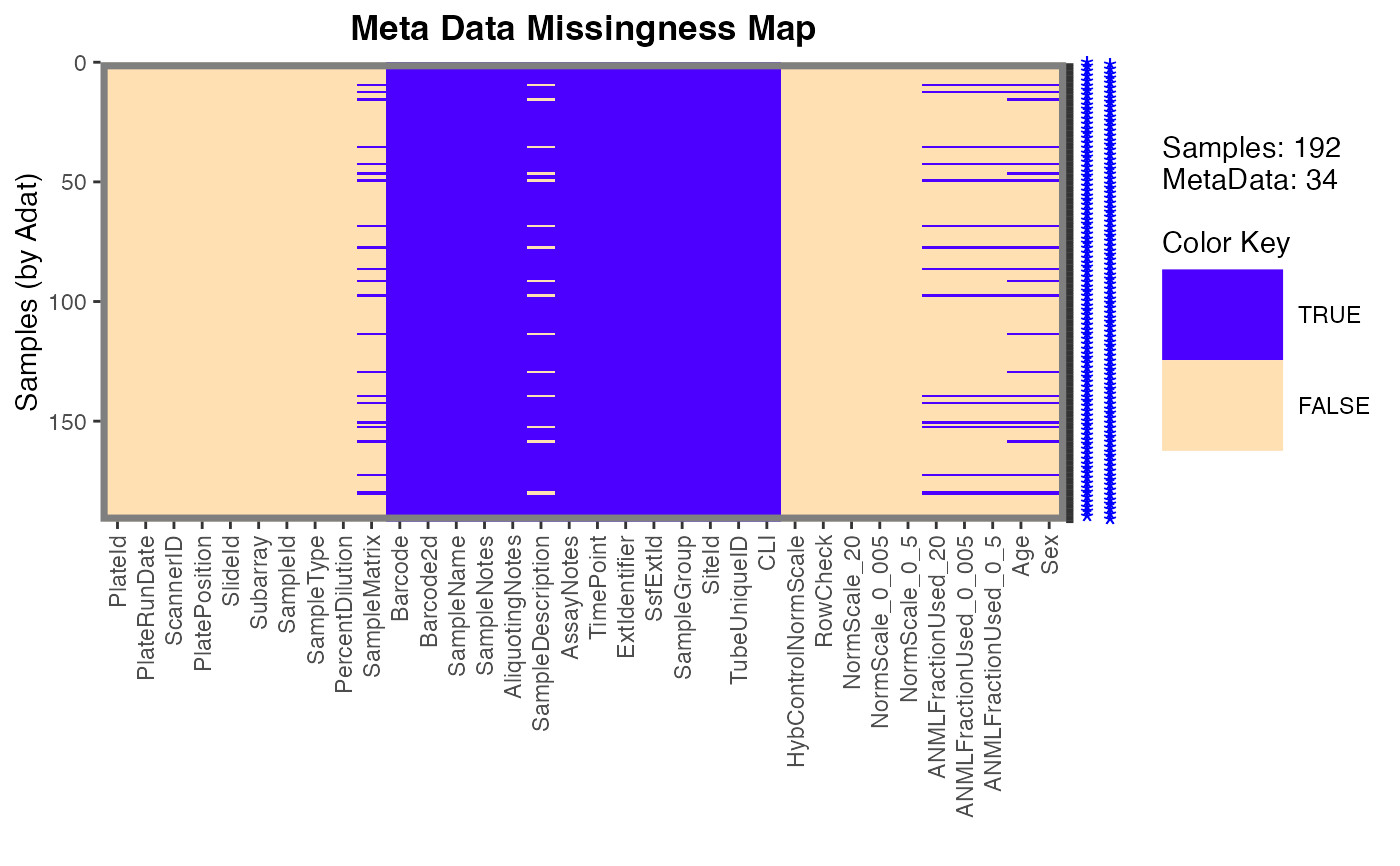 Meta Data Missingness Map
Samples (by Adat)
0
50
100
150
PlateId
PlateRunDate
ScannerID
PlatePosition
SlideId
Subarray
SampleId
SampleType
PercentDilution
SampleMatrix
Barcode
Barcode2d
SampleName
SampleNotes
AliquotingNotes
SampleDescription
AssayNotes
TimePoint
ExtIdentifier
SsfExtId
SampleGroup
SiteId
TubeUniqueID
CLI
HybControlNormScale
RowCheck
NormScale_20
NormScale_0_005
NormScale_0_5
ANMLFractionUsed_20
ANMLFractionUsed_0_005
ANMLFractionUsed_0_5
Age
Sex
Samples: 192
MetaData: 34
Color Key
TRUE
FALSE